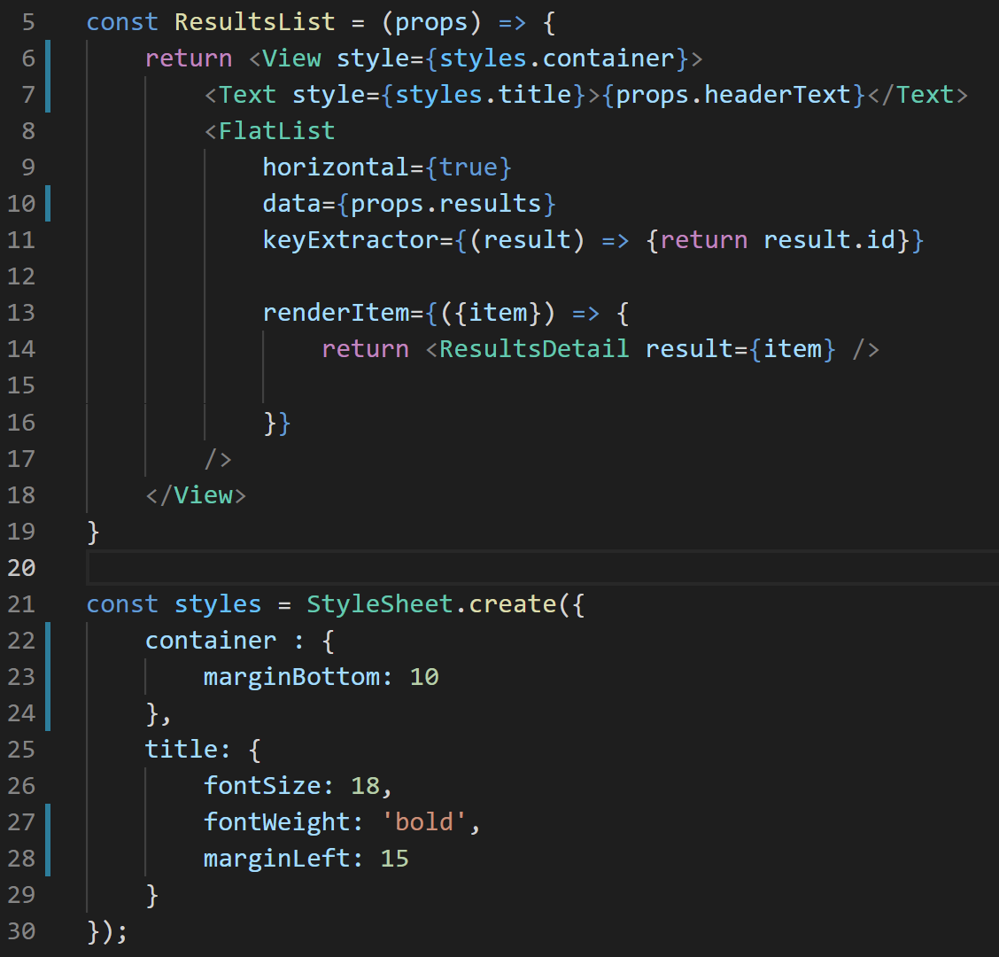 5 const ResultsList = (props) => {
6 return <View style={styles.container}>
7 <Text style={styles.title}>{props.headerText}</Text>
8 <FlatList
9 horizontal={true}
10 data={props.results}
11 keyExtractor={(result) => {return result.id}}
12
13 renderItem={({item}) => {
14 return <ResultsDetail result={item} />
15
16 }}
17 />
18 </View>
19 }
20
21 const styles = StyleSheet.create({
22 container : {
23 marginBottom: 10
24 },
25 title: {
26 fontSize: 18,
27 fontWeight: 'bold',
28 marginLeft: 15
29 }
30 });